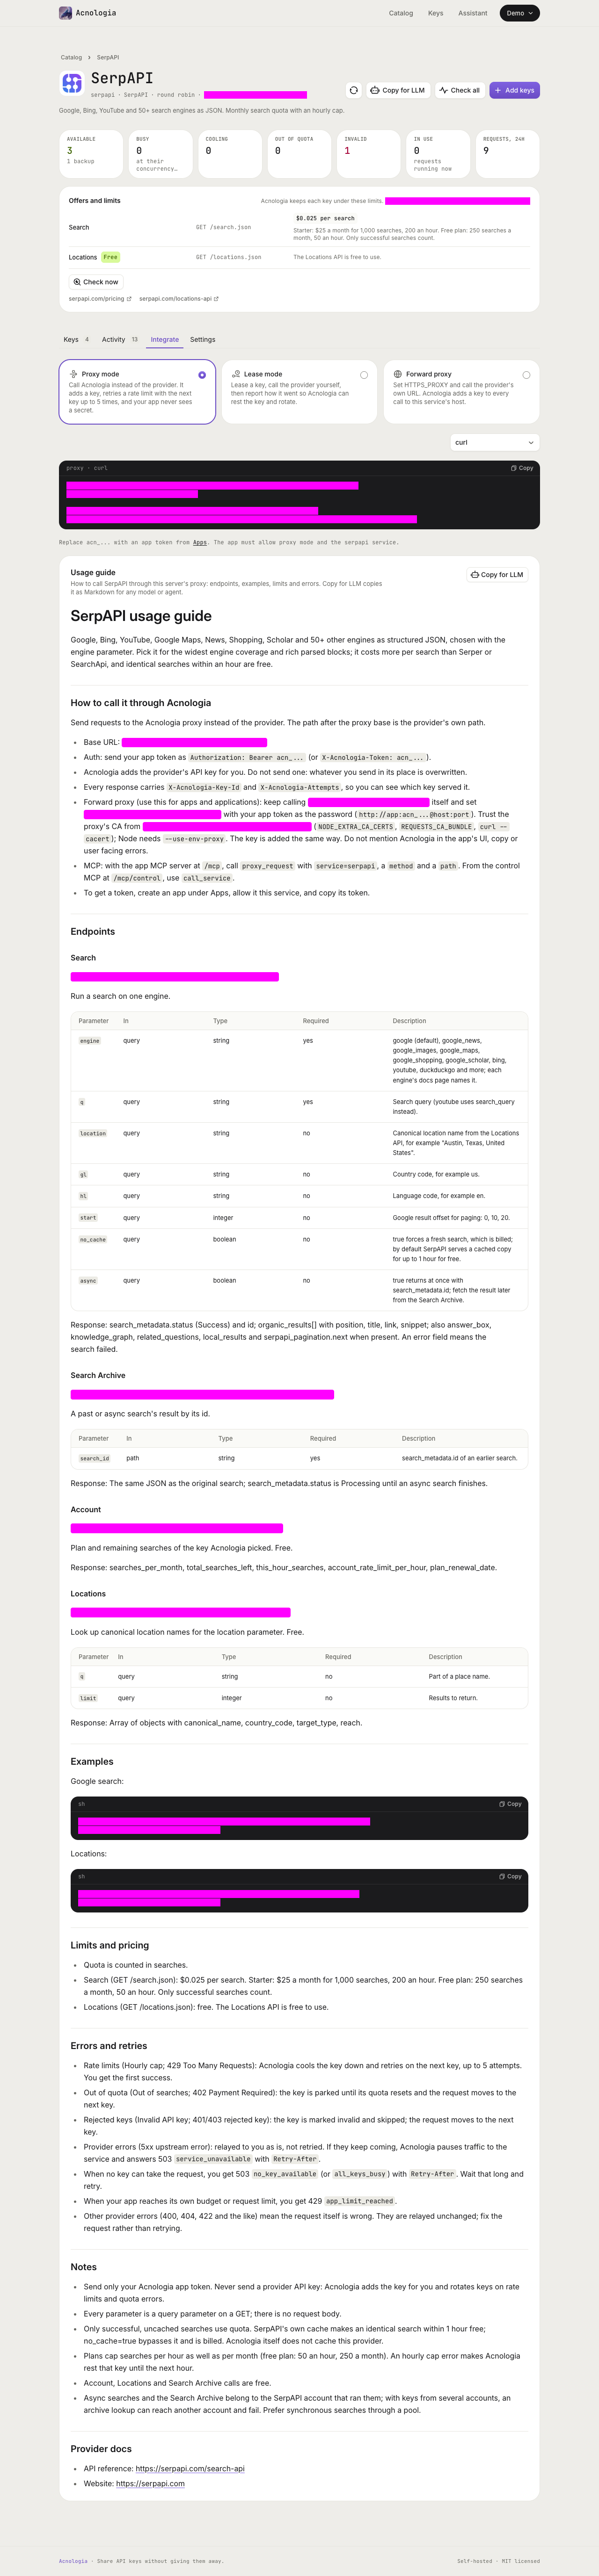 Acnologia
Catalog Keys Assistant Demo
Catalog › SerpAPI
SerpAPI
serpapi · SerpAPI · round robin ·
Copy for LLM Check all Add keys
Google, Bing, YouTube and 50+ search engines as JSON. Monthly search quota with an hourly cap.
AVAILABLE BUSY COOLING OUT OF QUOTA INVALID IN USE REQUESTS, 24H
3 0 0 0 1 0 9
1 backup at their concurrency… requests running now
Offers and limits Acnologia keeps each key under these limits.
Search GET /search.json $0.025 per search
Starter: $25 a month for 1,000 searches, 200 an hour. Free plan: 250 searches a
month, 50 an hour. Only successful searches count.
Locations Free GET /locations.json The Locations API is free to use.
Check now
serpapi.com/pricing serpapi.com/locations-api
Keys 4 Activity 13 Integrate Settings
Proxy mode
Call Acnologia instead of the provider. It
adds a key, retries a rate limit with the next
key up to 5 times, and your app never sees
a secret.
Lease mode
Lease a key, call the provider yourself,
then report how it went so Acnologia can
rest the key and rotate.
Forward proxy
Set HTTPS_PROXY and call the provider's
own URL. Acnologia adds a key to every
call to this service's host.
curl
proxy · curl Copy
Replace acn_... with an app token from Apps. The app must allow proxy mode and the serpapi service.
Usage guide
How to call SerpAPI through this server's proxy: endpoints, examples, limits and errors. Copy for LLM copies
it as Markdown for any model or agent.
Copy for LLM
SerpAPI usage guide
Google, Bing, YouTube, Google Maps, News, Shopping, Scholar and 50+ other engines as structured JSON, chosen with the
engine parameter. Pick it for the widest engine coverage and rich parsed blocks; it costs more per search than Serper or
SearchApi, and identical searches within an hour are free.
How to call it through Acnologia
Send requests to the Acnologia proxy instead of the provider. The path after the proxy base is the provider's own path.
• Base URL:
• Auth: send your app token as Authorization: Bearer acn_... (or X-Acnologia-Token: acn_...).
• Acnologia adds the provider's API key for you. Do not send one: whatever you send in its place is overwritten.
• Every response carries X-Acnologia-Key-Id and X-Acnologia-Attempts, so you can see which key served it.
• Forward proxy (use this for apps and applications): keep calling itself and set
with your app token as the password (http://app:acn_...@host:port). Trust the
proxy's CA from (NODE_EXTRA_CA_CERTS, REQUESTS_CA_BUNDLE, curl --
cacert); Node needs --use-env-proxy. The key is added the same way. Do not mention Acnologia in the app's UI, copy or
user facing errors.
• MCP: with the app MCP server at /mcp, call proxy_request with service=serpapi, a method and a path. From the control
MCP at /mcp/control, use call_service.
• To get a token, create an app under Apps, allow it this service, and copy its token.
Endpoints
Search
Run a search on one engine.
Parameter In Type Required Description
engine query string yes google (default), google_news,
google_images, google_maps,
google_shopping, google_scholar, bing,
youtube, duckduckgo and more; each
engine's docs page names it.
q query string yes Search query (youtube uses search_query
instead).
location query string no Canonical location name from the Locations
API, for example "Austin, Texas, United
States".
gl query string no Country code, for example us.
hl query string no Language code, for example en.
start query integer no Google result offset for paging: 0, 10, 20.
no_cache query boolean no true forces a fresh search, which is billed;
by default SerpAPI serves a cached copy
for up to 1 hour for free.
async query boolean no true returns at once with
search_metadata.id; fetch the result later
from the Search Archive.
Response: search_metadata.status (Success) and id; organic_results[] with position, title, link, snippet; also answer_box,
knowledge_graph, related_questions, local_results and serpapi_pagination.next when present. An error field means the
search failed.
Search Archive
A past or async search's result by its id.
Parameter In Type Required Description
search_id path string yes search_metadata.id of an earlier search.
Response: The same JSON as the original search; search_metadata.status is Processing until an async search finishes.
Account
Plan and remaining searches of the key Acnologia picked. Free.
Response: searches_per_month, total_searches_left, this_hour_searches, account_rate_limit_per_hour, plan_renewal_date.
Locations
Look up canonical location names for the location parameter. Free.
Parameter In Type Required Description
q query string no Part of a place name.
limit query integer no Results to return.
Response: Array of objects with canonical_name, country_code, target_type, reach.
Examples
Google search:
sh Copy
Locations:
sh Copy
Limits and pricing
• Quota is counted in searches.
• Search (GET /search.json): $0.025 per search. Starter: $25 a month for 1,000 searches, 200 an hour. Free plan: 250 searches
a month, 50 an hour. Only successful searches count.
• Locations (GET /locations.json): free. The Locations API is free to use.
Errors and retries
• Rate limits (Hourly cap; 429 Too Many Requests): Acnologia cools the key down and retries on the next key, up to 5 attempts.
You get the first success.
• Out of quota (Out of searches; 402 Payment Required): the key is parked until its quota resets and the request moves to the
next key.
• Rejected keys (Invalid API key; 401/403 rejected key): the key is marked invalid and skipped; the request moves to the next
key.
• Provider errors (5xx upstream error): relayed to you as is, not retried. If they keep coming, Acnologia pauses traffic to the
service and answers 503 service_unavailable with Retry-After.
• When no key can take the request, you get 503 no_key_available (or all_keys_busy) with Retry-After. Wait that long and
retry.
• When your app reaches its own budget or request limit, you get 429 app_limit_reached.
• Other provider errors (400, 404, 422 and the like) mean the request itself is wrong. They are relayed unchanged; fix the
request rather than retrying.
Notes
• Send only your Acnologia app token. Never send a provider API key: Acnologia adds the key for you and rotates keys on rate
limits and quota errors.
• Every parameter is a query parameter on a GET; there is no request body.
• Only successful, uncached searches use quota. SerpAPI's own cache makes an identical search within 1 hour free;
no_cache=true bypasses it and is billed. Acnologia itself does not cache this provider.
• Plans cap searches per hour as well as per month (free plan: 50 an hour, 250 a month). An hourly cap error makes Acnologia
rest that key until the next hour.
• Account, Locations and Search Archive calls are free.
• Async searches and the Search Archive belong to the SerpAPI account that ran them; with keys from several accounts, an
archive lookup can reach another account and fail. Prefer synchronous searches through a pool.
Provider docs
• API reference: https://serpapi.com/search-api
• Website: https://serpapi.com
Acnologia · Share API keys without giving them away. Self-hosted · MIT licensed